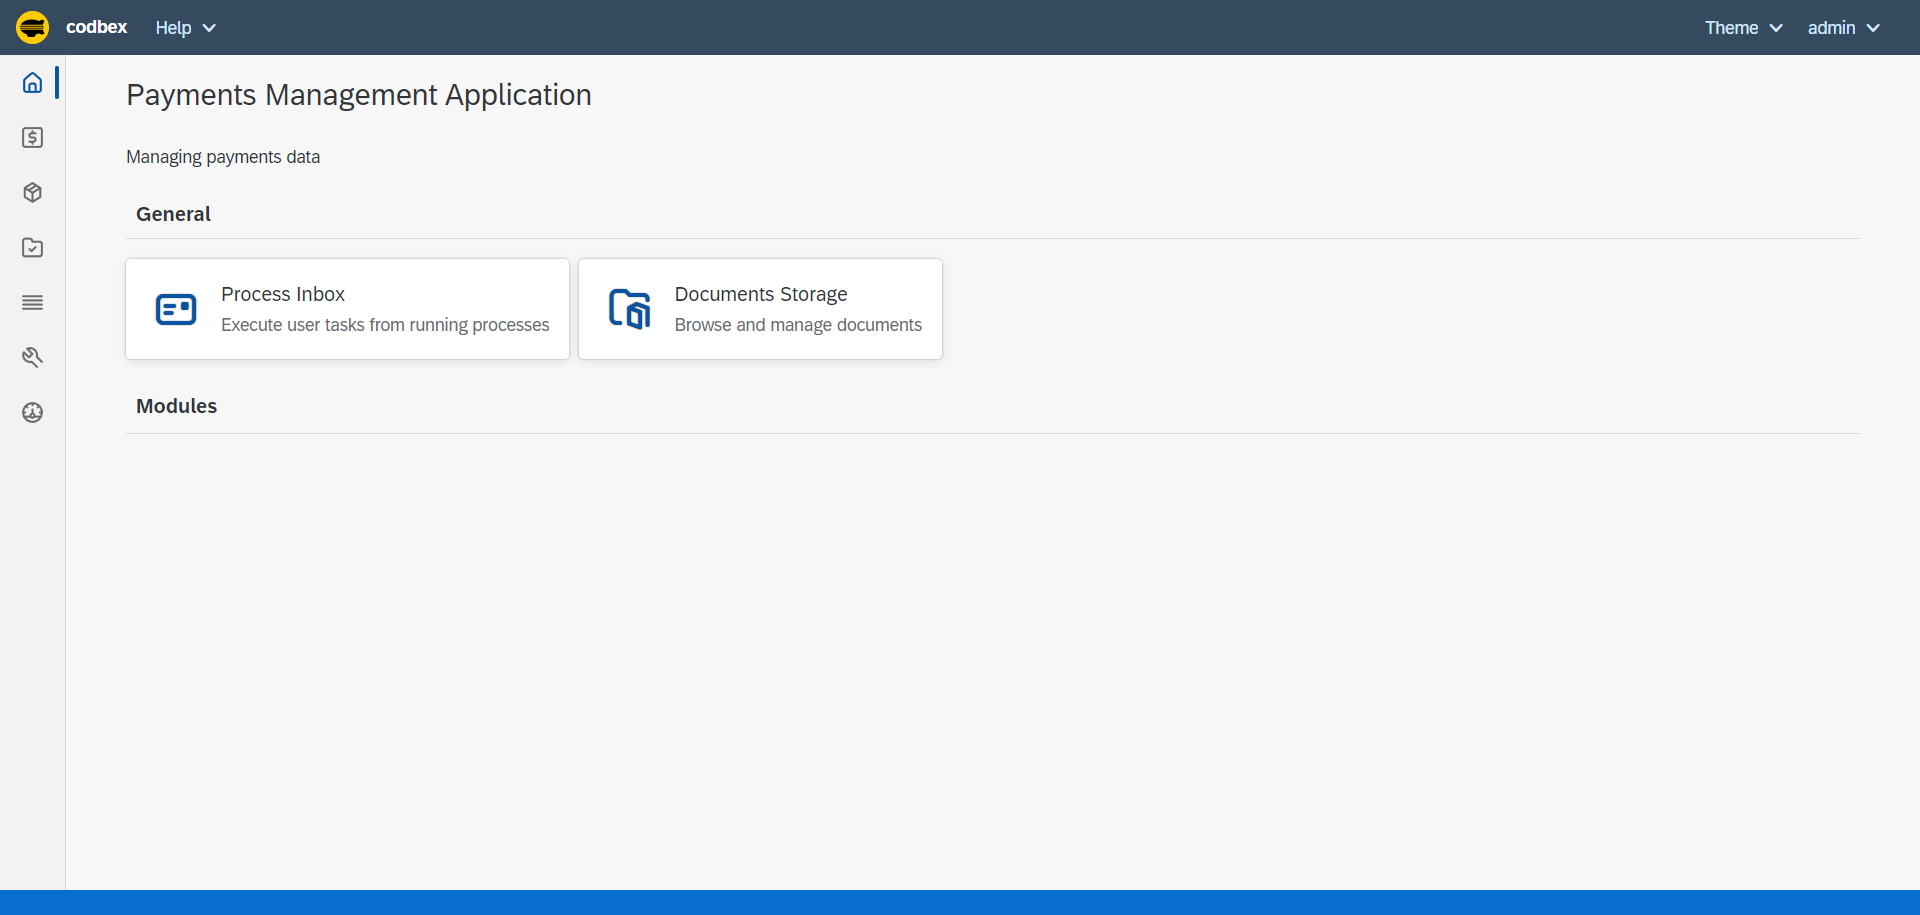 codbex
Help
Theme
admin
Payments Management Application
Managing payments data
General
Process Inbox
Execute user tasks from running processes
Documents Storage
Browse and manage documents
Modules